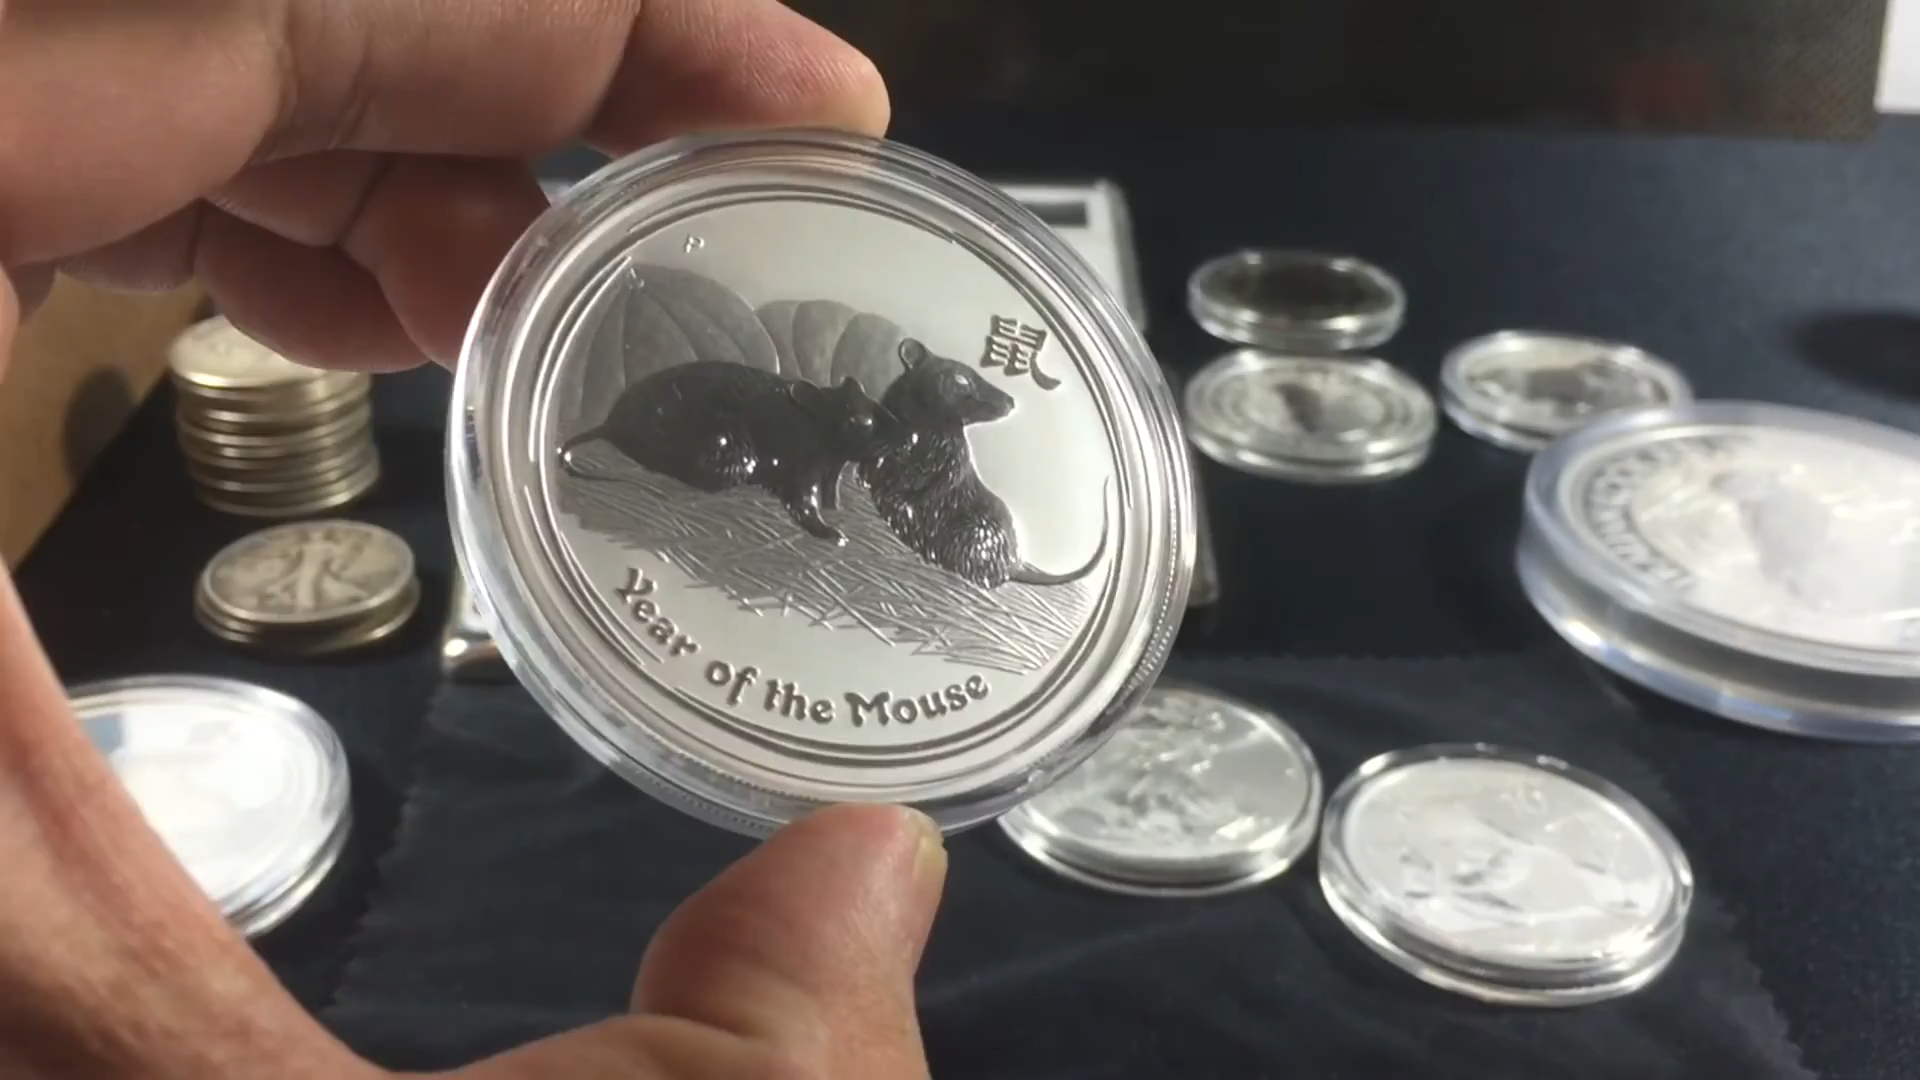 P
鼠
Year of the Mouse